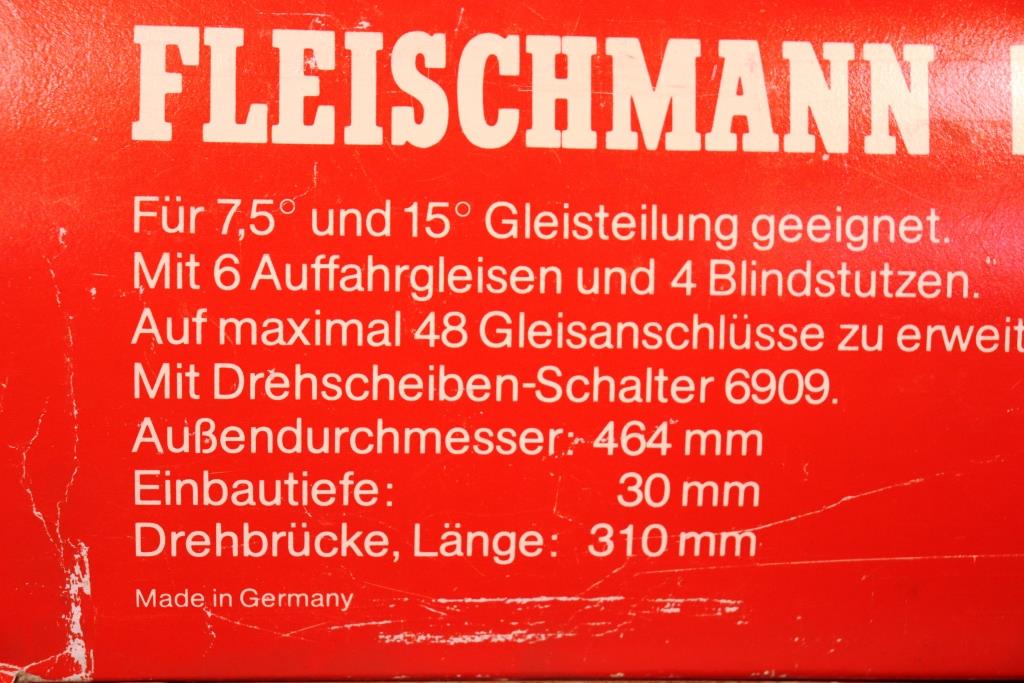 FLEISCHMANN
Für 7,5° und 15° Gleisteilung geeignet.
Mit 6 Auffahrgleisen und 4 Blindstutzen.
Auf maximal 48 Gleisanschlüsse zu erweit
Mit Drehscheiben-Schalter 6909.
Außendurchmesser: 464 mm
Einbautiefe: 30 mm
Drehbrücke, Länge: 310 mm
Made in Germany